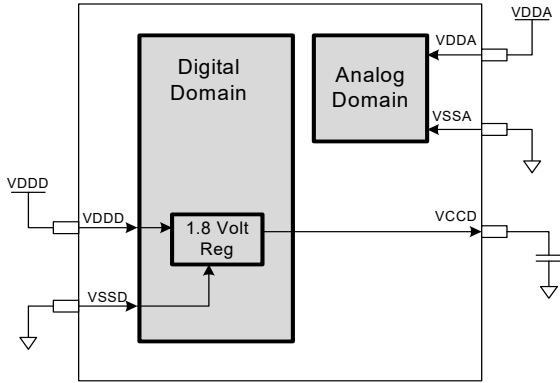 VDDA
Digital
Domain
VDDA
Analog
Domain
VSSA
VDDD
VDDD
1.8 Volt
Reg
VCCD
VSSD